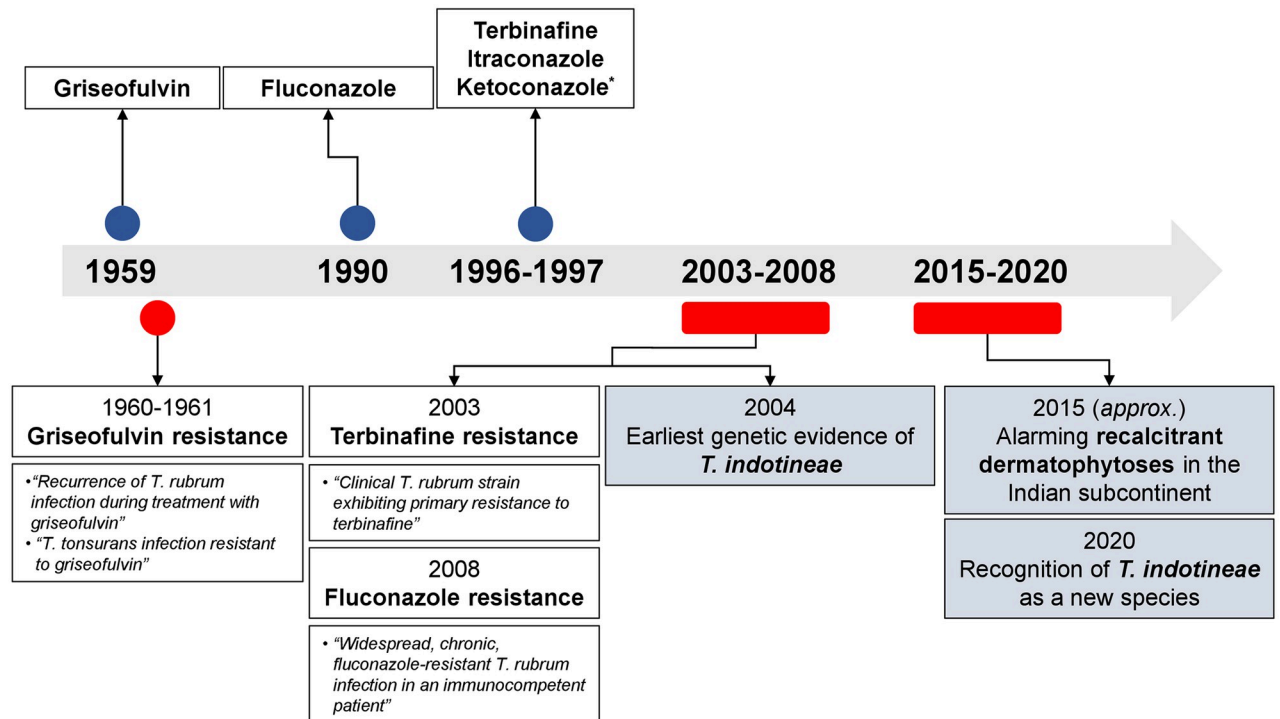 Griseofulvin
Fluconazole
Terbinafine
Itraconazole
Ketoconazole*
1959
1990
1996-1997
2003-2008
2015-2020
1960-1961
Griseofulvin resistance
•“Recurrence of T. rubrum
infection during treatment with
griseofulvin”
• “T. tonsurans infection resistant
to griseofulvin”
2003
Terbinafine resistance
• “Clinical T. rubrum strain
exhibiting primary resistance to
terbinafine”
2008
Fluconazole resistance
• “Widespread, chronic,
fluconazole-resistant T. rubrum
infection in an immunocompetent
patient”
2004
Earliest genetic evidence of
T. indotineae
2015 (approx.)
Alarming recalcitrant
dermatophytoses in the
Indian subcontinent
2020
Recognition of T. indotineae
as a new species